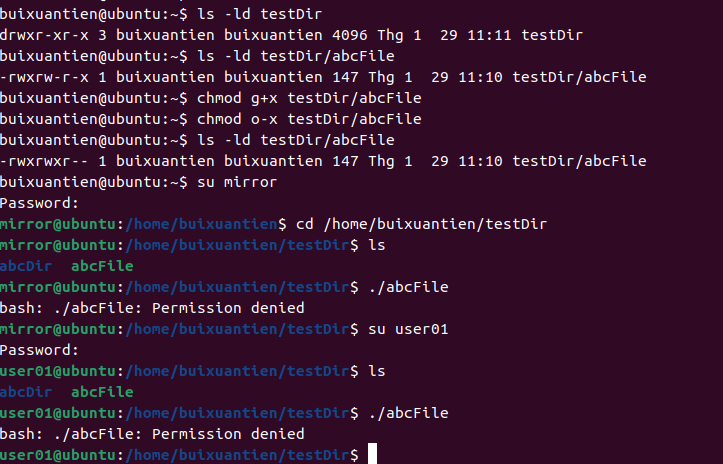 buixuantien@ubuntu:~$ ls -ld testDir
drwxr-xr-x 3 buixuantien buixuantien 4096 Thg 1  29 11:11 testDir
buixuantien@ubuntu:~$ ls -ld testDir/abcFile
-rwxrw-r-x 1 buixuantien buixuantien 147 Thg 1  29 11:10 testDir/abcFile
buixuantien@ubuntu:~$ chmod g+x testDir/abcFile
buixuantien@ubuntu:~$ chmod o-x testDir/abcFile
buixuantien@ubuntu:~$ ls -ld testDir/abcFile
-rwxrwxr-- 1 buixuantien buixuantien 147 Thg 1  29 11:10 testDir/abcFile
buixuantien@ubuntu:~$ su mirror
Password:
mirror@ubuntu:/home/buixuantien$ cd /home/buixuantien/testDir
mirror@ubuntu:/home/buixuantien/testDir$ ls
abcDir  abcFile
mirror@ubuntu:/home/buixuantien/testDir$ ./abcFile
bash: ./abcFile: Permission denied
mirror@ubuntu:/home/buixuantien/testDir$ su user01
Password:
user01@ubuntu:/home/buixuantien/testDir$ ls
abcDir  abcFile
user01@ubuntu:/home/buixuantien/testDir$ ./abcFile
bash: ./abcFile: Permission denied
user01@ubuntu:/home/buixuantien/testDir$